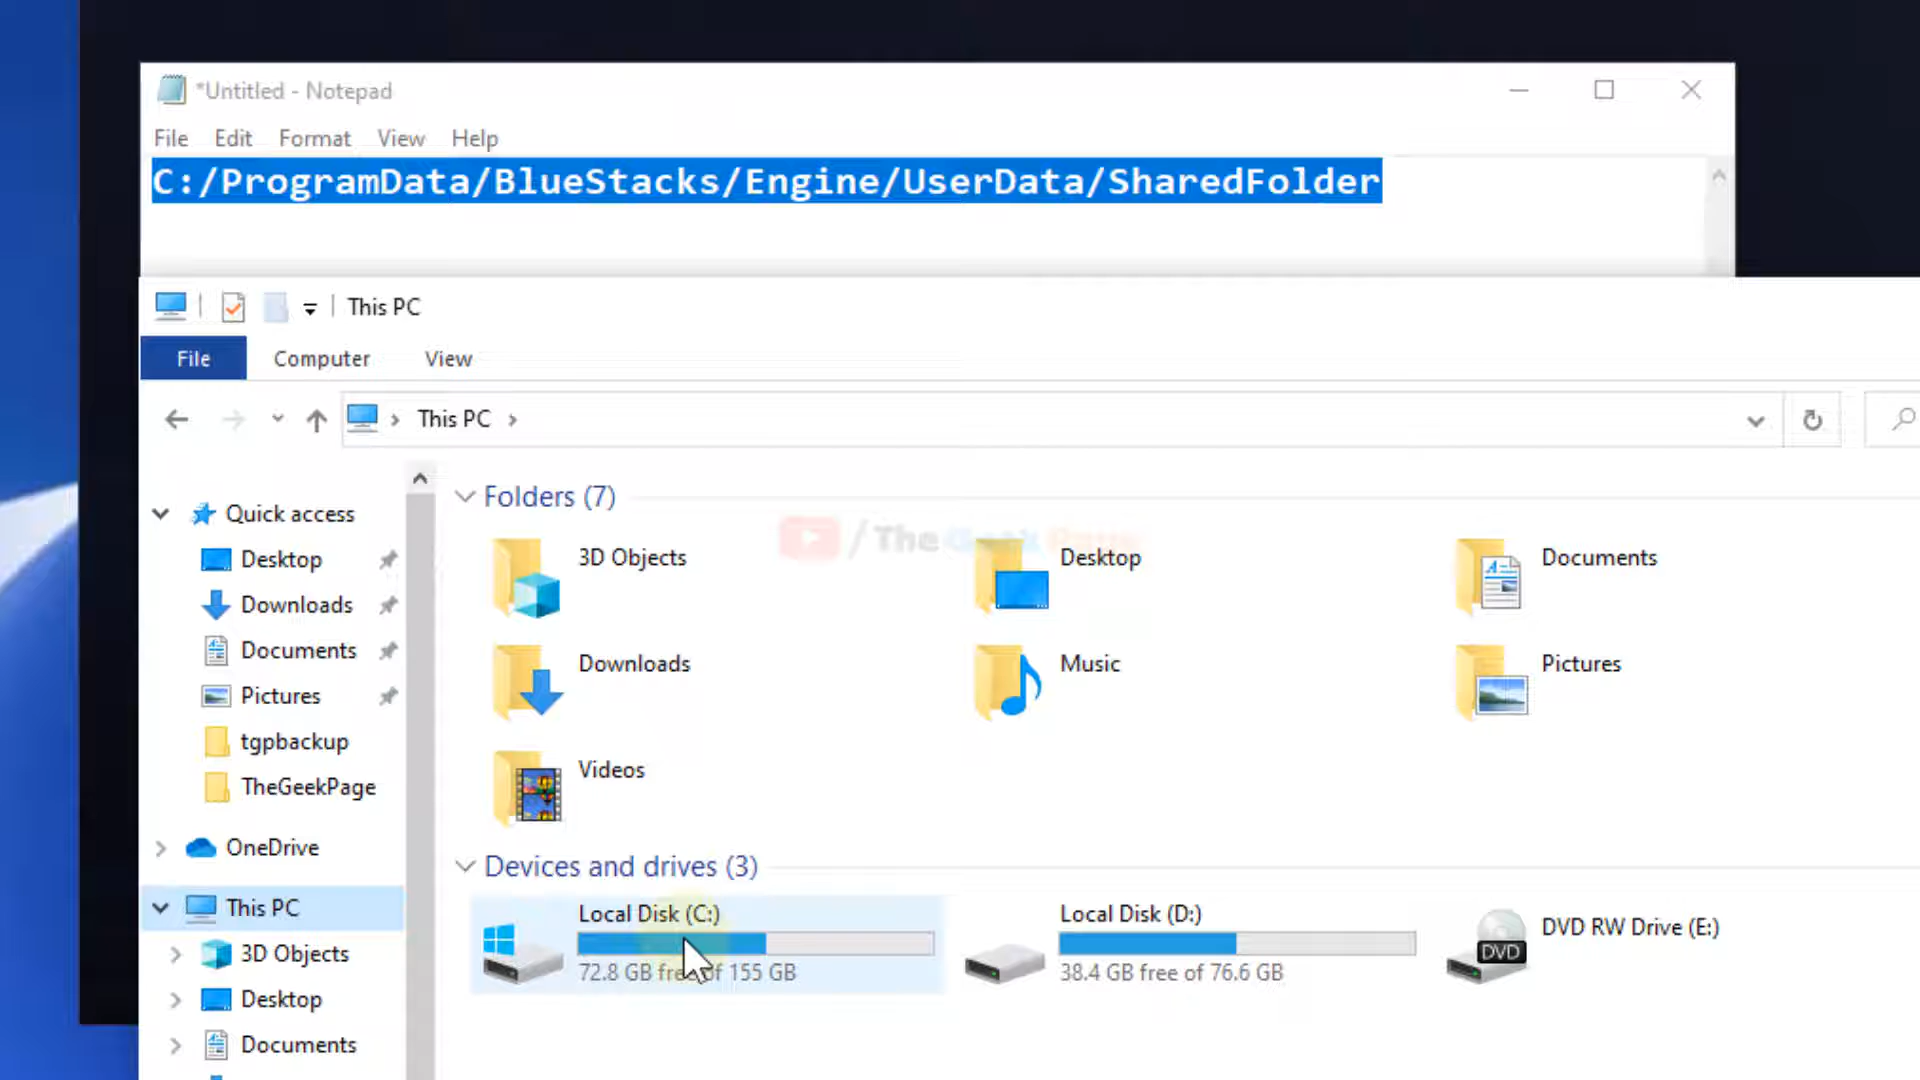 *Untitled - Notepad
File Edit Format View Help
C:/ProgramData/BlueStacks/Engine/UserData/SharedFolder
This PC
File Computer View
This PC
Quick access
Desktop
Downloads
Documents
Pictures
tgpbackup
TheGeekPage
OneDrive
This PC
3D Objects
Desktop
Documents
Folders (7)
/ The Geek Page
3D Objects
Desktop
Documents
Downloads
Music
Pictures
Videos
Devices and drives (3)
Local Disk (C:)
72.8 GB free of 155 GB
Local Disk (D:)
38.4 GB free of 76.6 GB
DVD RW Drive (E:)
DVD